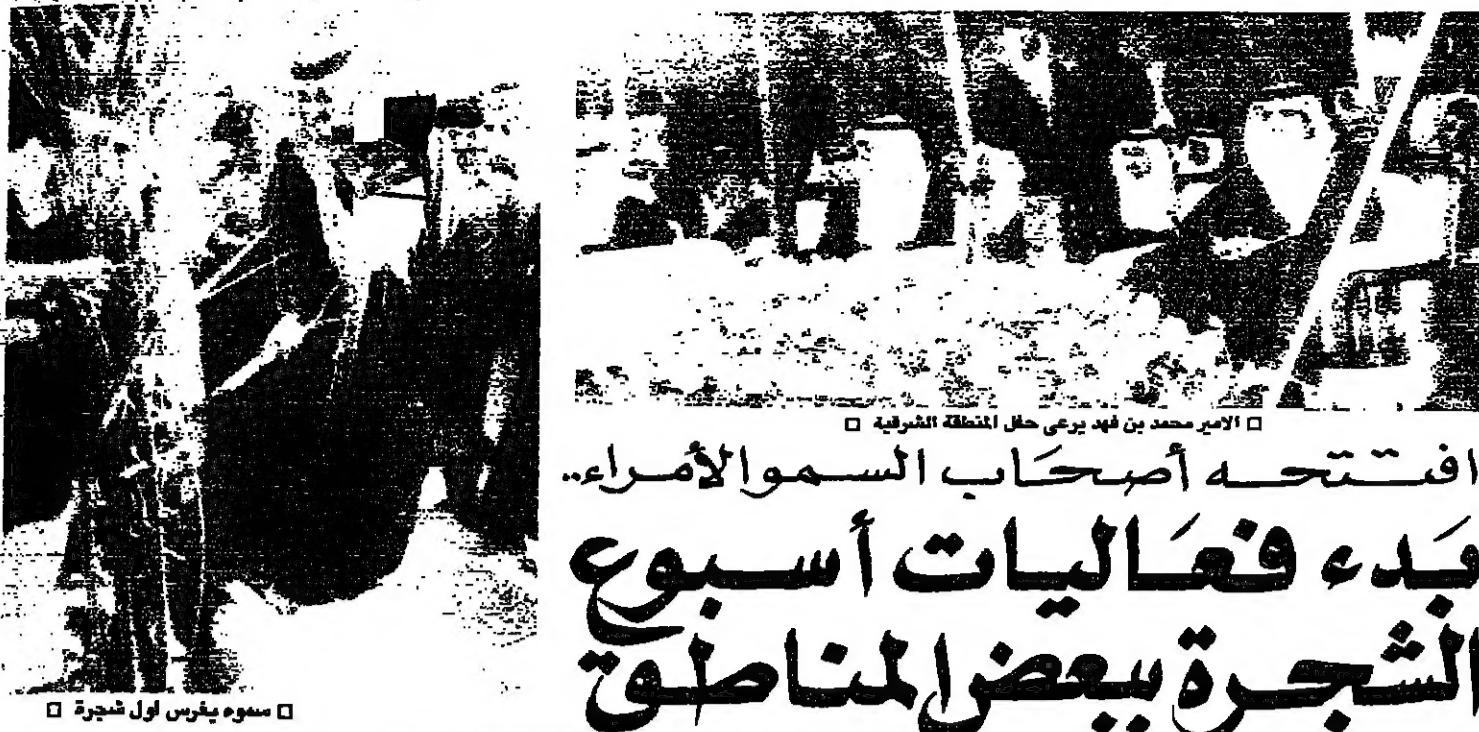 □ الامير محمد بن فهد يرعى حفل المنطقة الشرقية □
افتتحه أصحاب السمو الأمراء..
بدء فعاليات أسبوع
الشجرة ببعض المناطق
□ سموه يغرس اول شجرة □